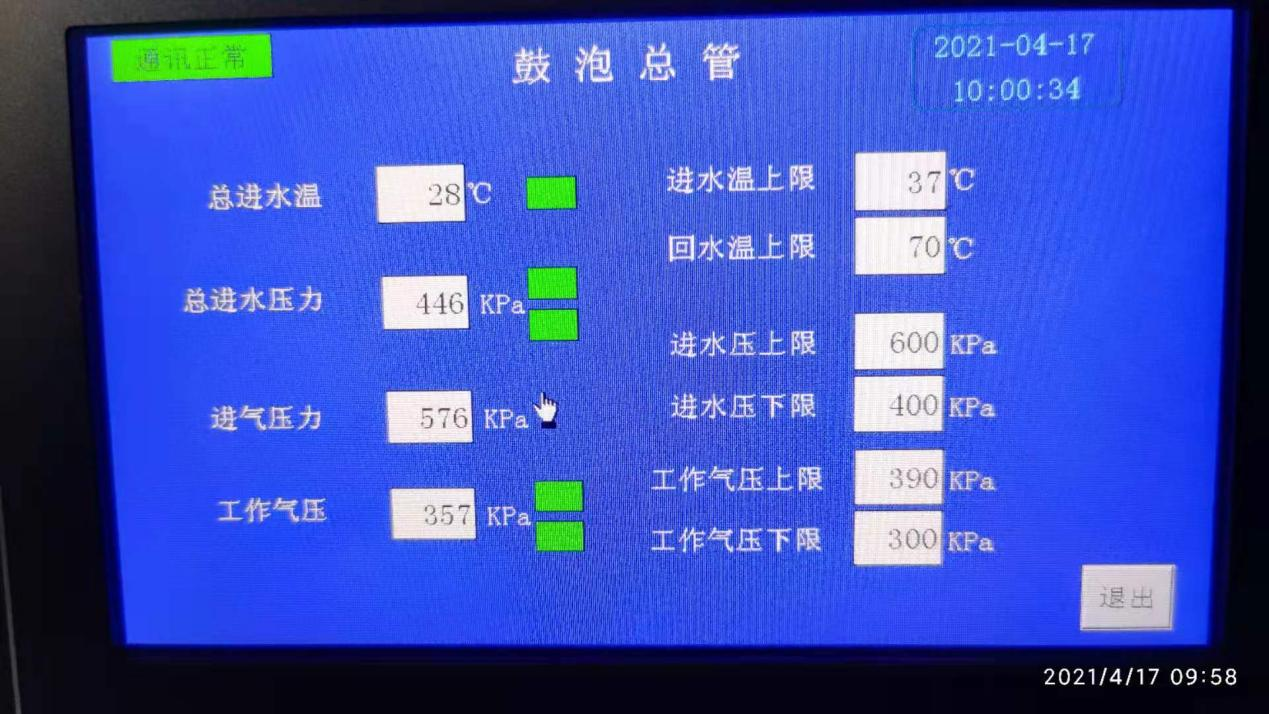 通讯正常
鼓泡总管
2021-04-17
10:00:34
总进水温 28 ℃
总进水压力 446 KPa
进气压力 576 KPa
工作气压 357 KPa
进水温上限 37 ℃
回水温上限 70 ℃
进水压上限 600 KPa
进水压下限 400 KPa
工作气压上限 390 KPa
工作气压下限 300 KPa
退出
2021/4/17 09:58